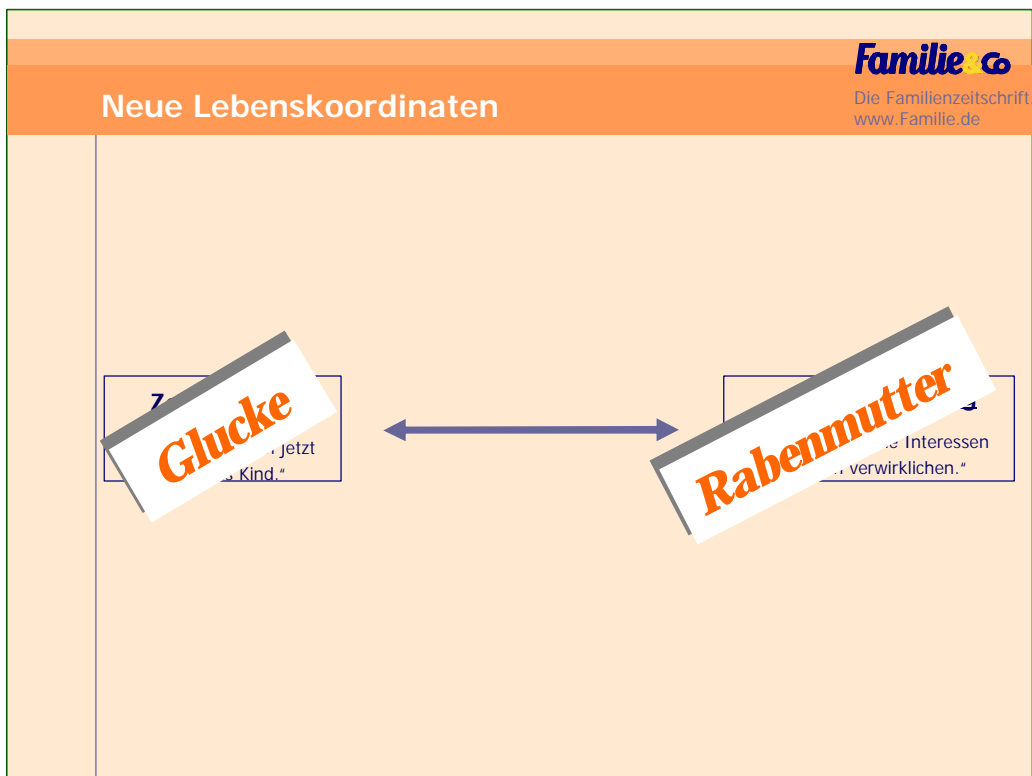 Familie&Co
Neue Lebenskoordinaten
Die Familienzeitschrift.
www.Familie.de
Glucke
jetzt
Kind.“
Rabenmutter
Interessen
verwirklichen.“